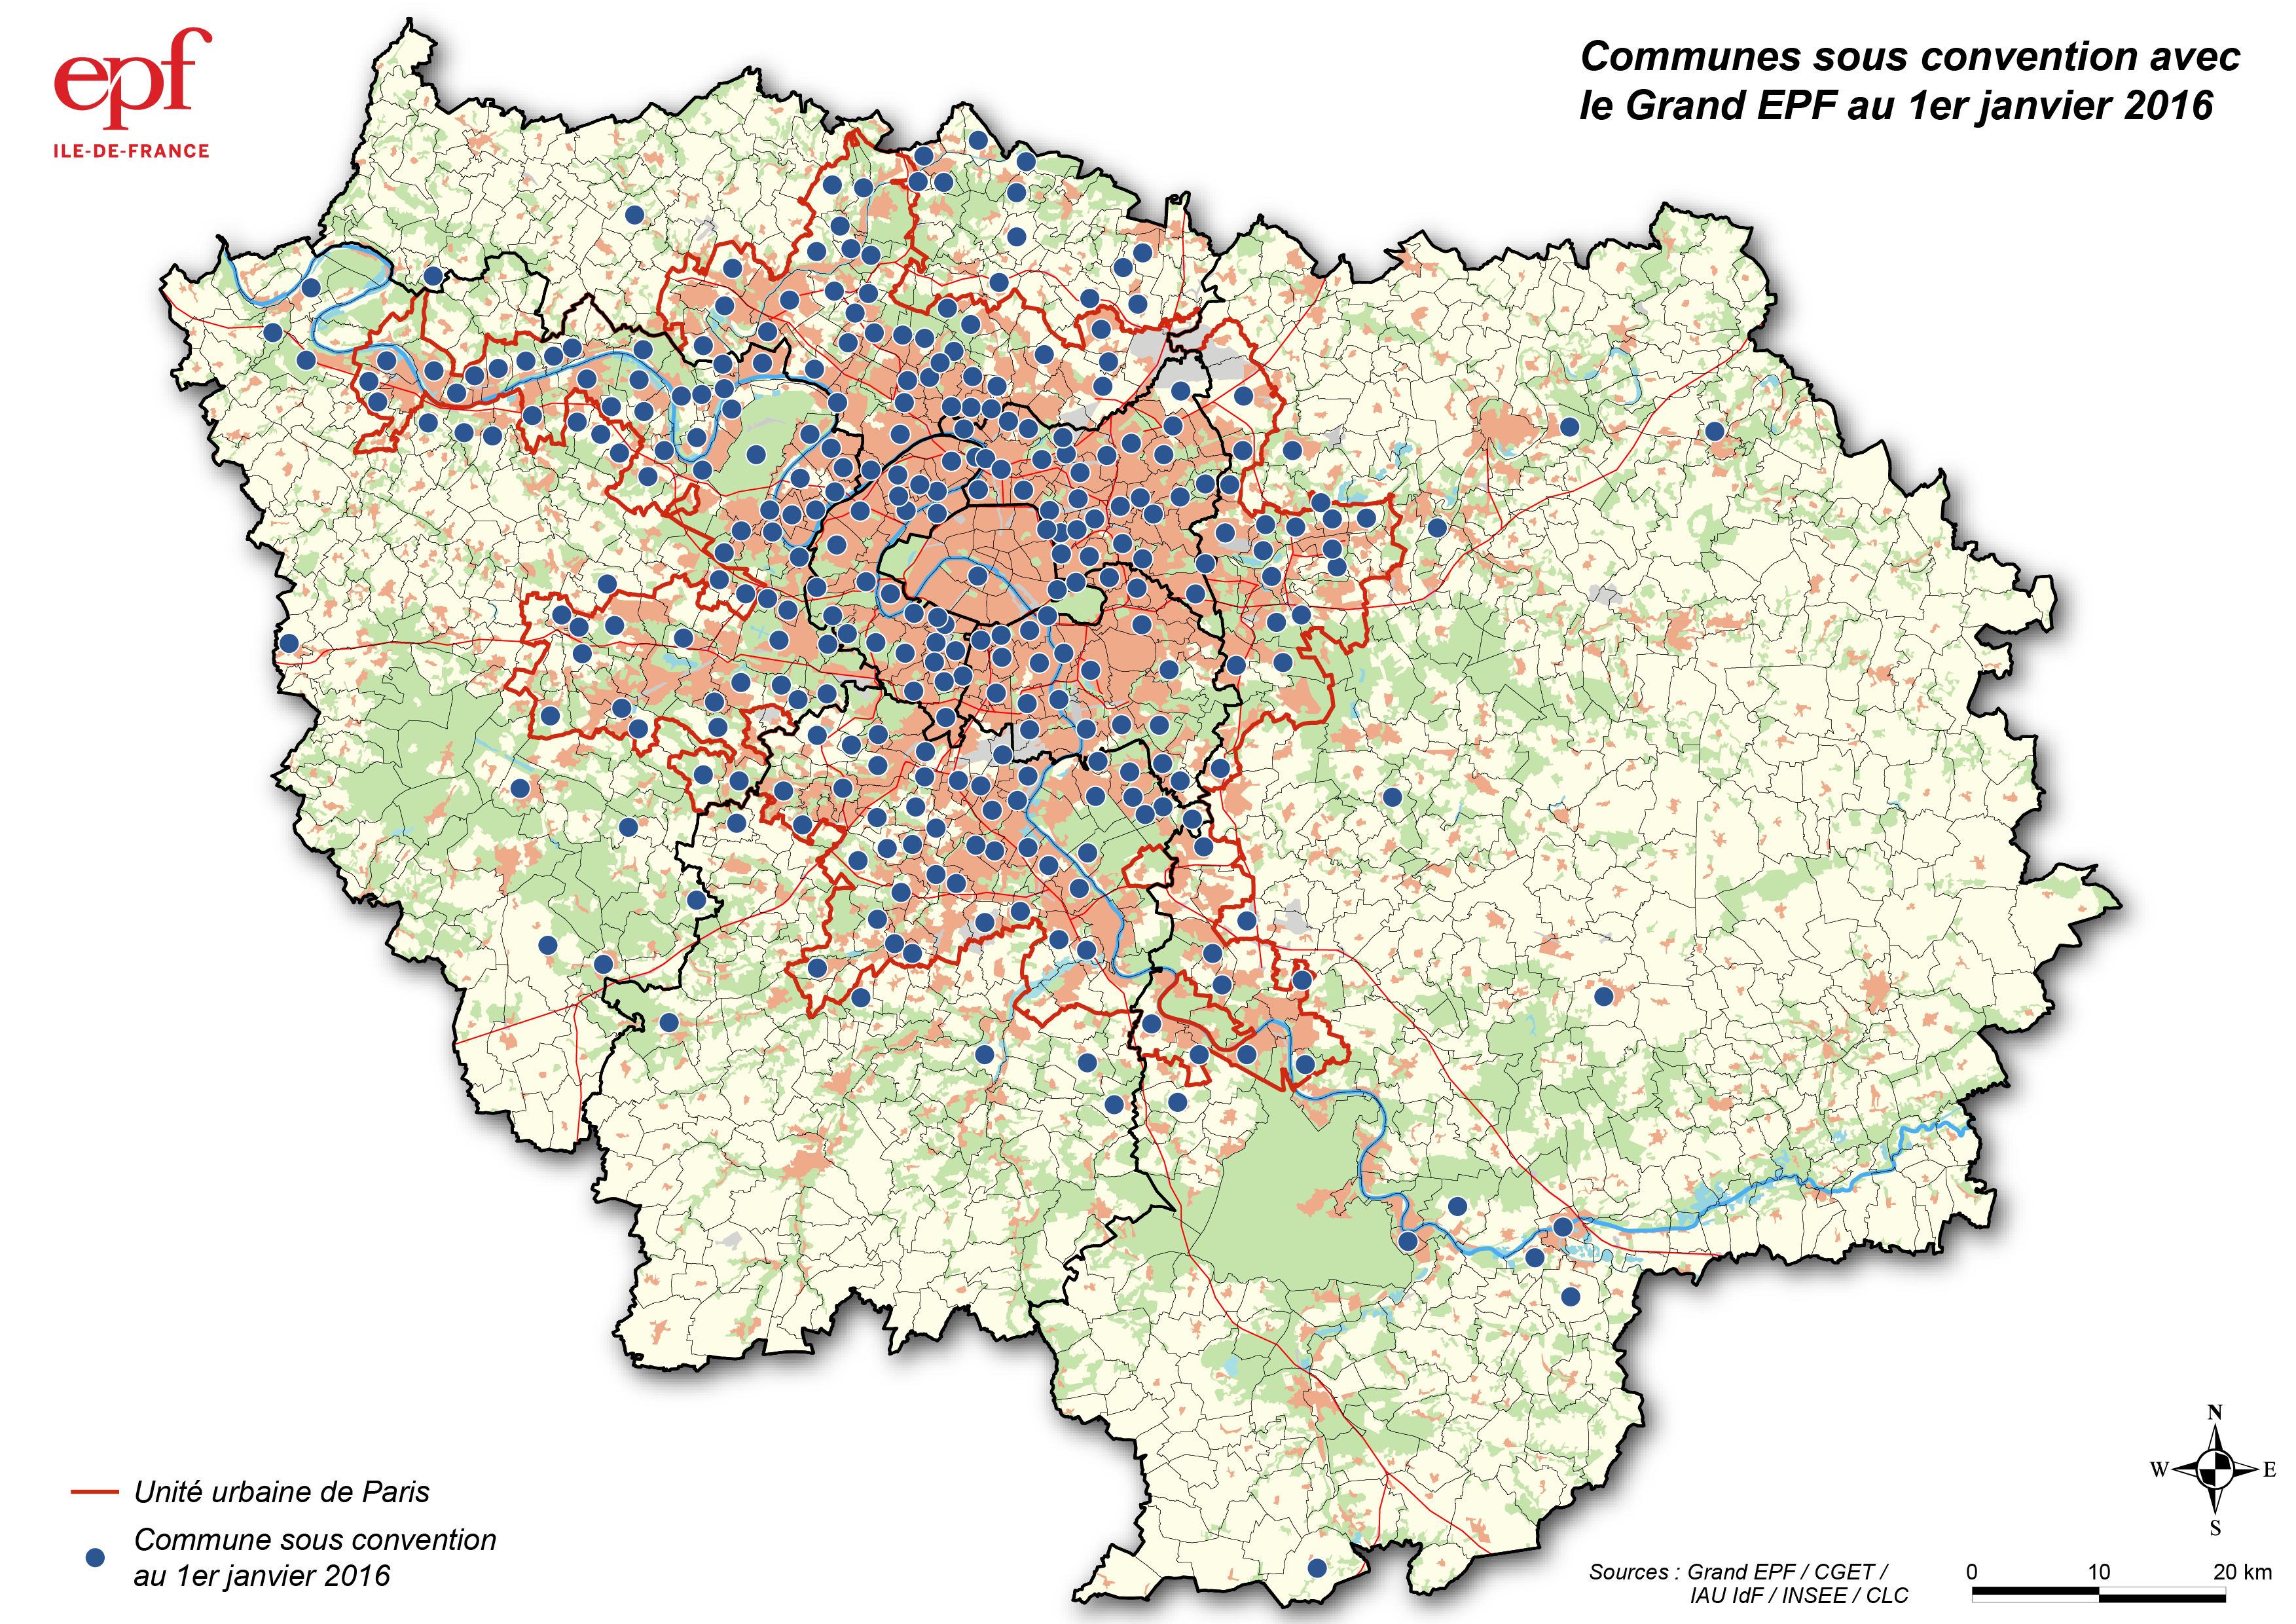 epf
ILE-DE-FRANCE
Communes sous convention avec
le Grand EPF au 1er janvier 2016
Unité urbaine de Paris
Commune sous convention
au 1er janvier 2016
N
W E
S
Sources : Grand EPF / CGET /
IAU IdF / INSEE / CLC
0 10 20 km